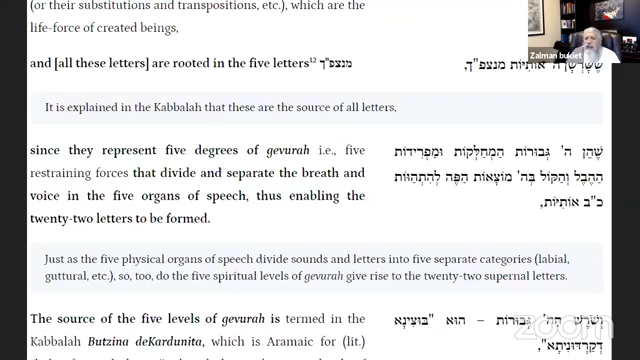 (or their substitutions and transpositions, etc.), which are the
life-force of created beings,
and [all these letters] are rooted in the five letters¹² מנצפ"ך
שֶׁשָּׁרְשָׁן ה' אוֹתִיּוֹת מנצפ"ך,
Zalman bukiet
It is explained in the Kabbalah that these are the source of all letters,
since they represent five degrees of gevurah i.e., five
restraining forces that divide and separate the breath and
voice in the five organs of speech, thus enabling the
twenty-two letters to be formed.
שֶׁהֵן ה' גְּבוּרוֹת הַמְחַלְּקוֹת וּמַפְרִידוֹת
הַהֶבֶל וְהַקּוֹל בְּה' מוֹצָאוֹת הַפֶּה לְהִתְהַוּוֹת
כ"ב אוֹתִיּוֹת,
Just as the five physical organs of speech divide sounds and letters into five separate categories (labial,
guttural, etc.), so, too, do the five spiritual levels of gevurah give rise to the twenty-two supernal letters.
The source of the five levels of gevurah is termed in the
Kabbalah Butzina deKardunita, which is Aramaic for (lit.)
וְשֹׁרֶשׁ הַה' גְּבוּרוֹת – הוּא "בּוּצִינָא
דְקַרְדּוּנִיתָא",
zoom